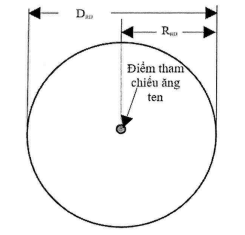 D_RD
R_RD
Điểm tham
chiếu ăng
ten